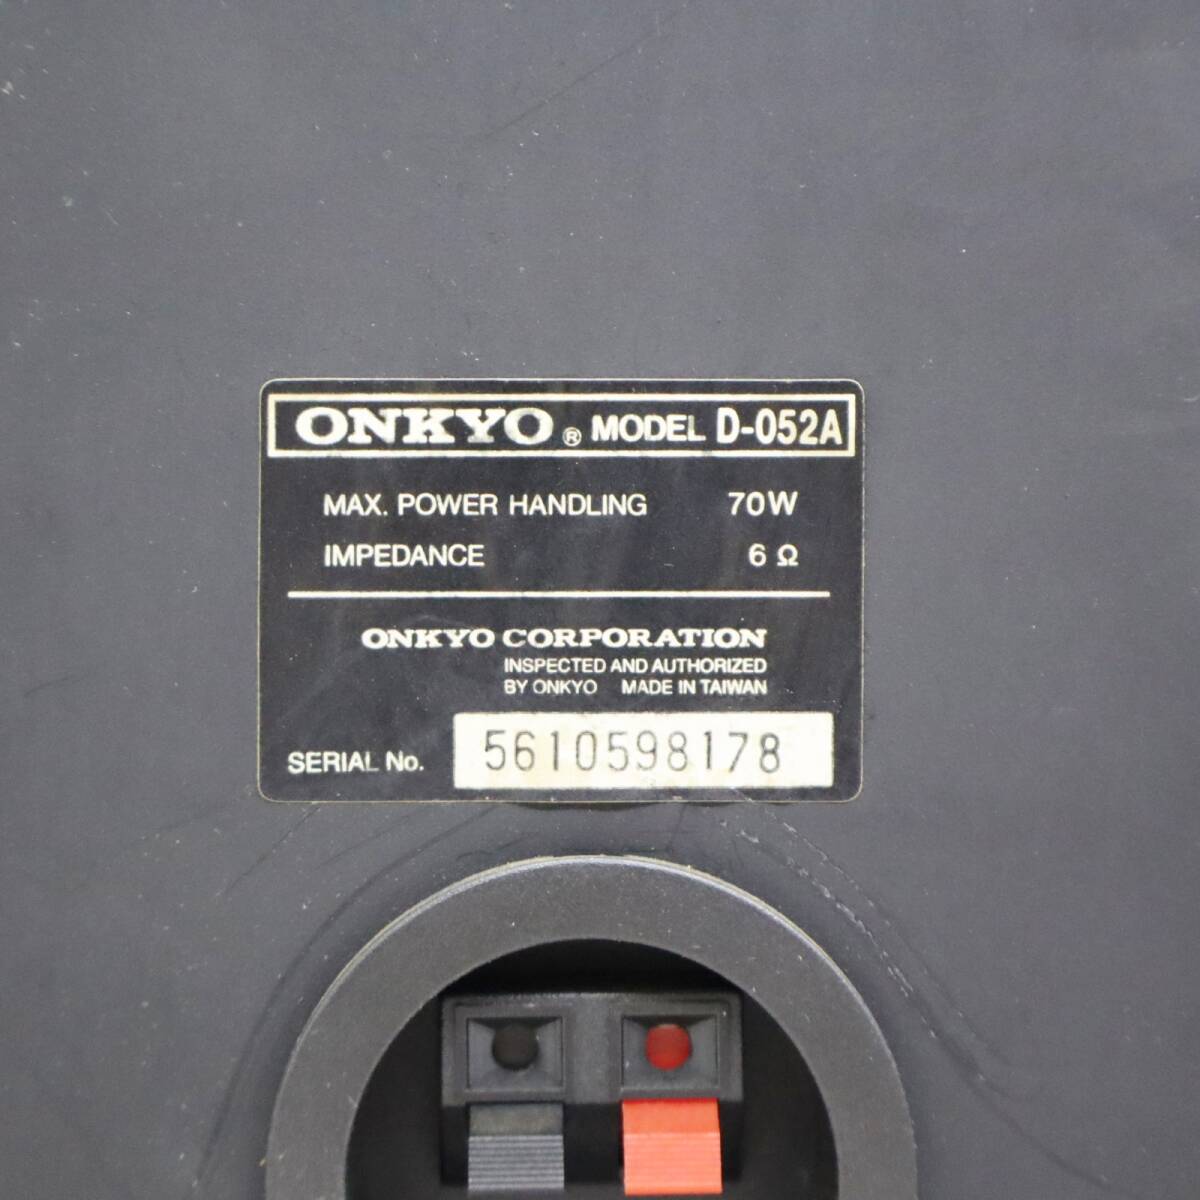 ONKYO® MODEL D-052A
MAX. POWER HANDLING 70W
IMPEDANCE 6 Ω
ONKYO CORPORATION
INSPECTED AND AUTHORIZED
BY ONKYO MADE IN TAIWAN
SERIAL No. 5610598178